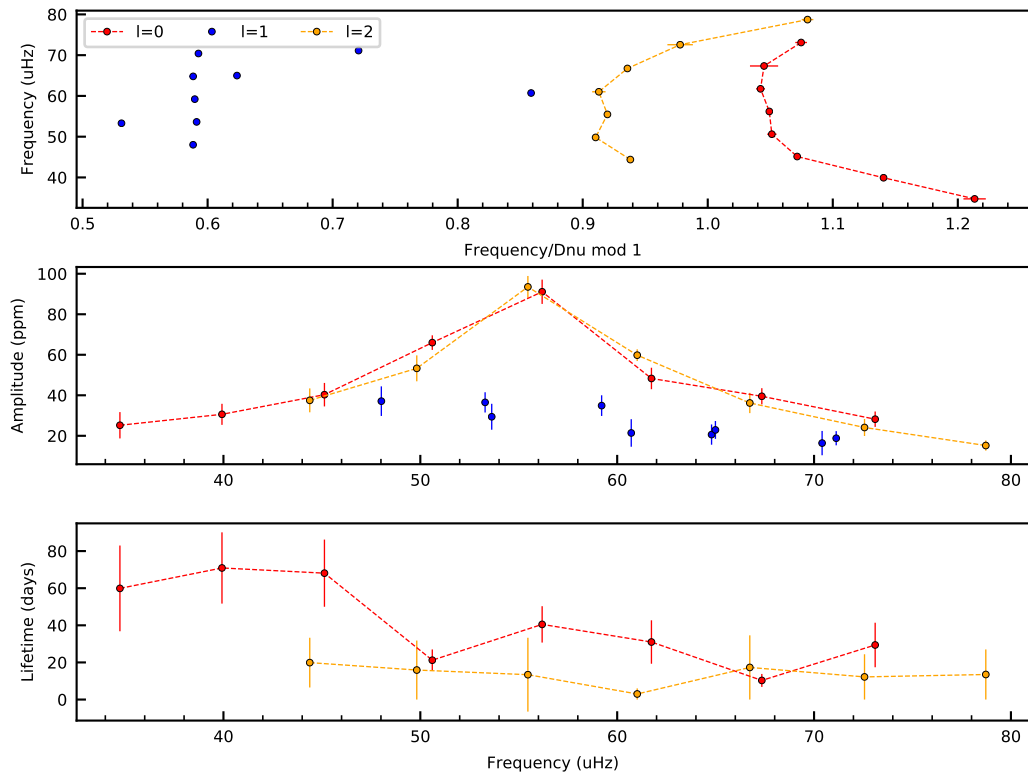 80
70
60
50
40
Frequency (uHz)
l=0 l=1 l=2
0.5 0.6 0.7 0.8 0.9 1.0 1.1 1.2
Frequency/Dnu mod 1
100
80
60
40
20
Amplitude (ppm)
40 50 60 70 80
80
60
40
20
0
Lifetime (days)
40 50 60 70 80
Frequency (uHz)